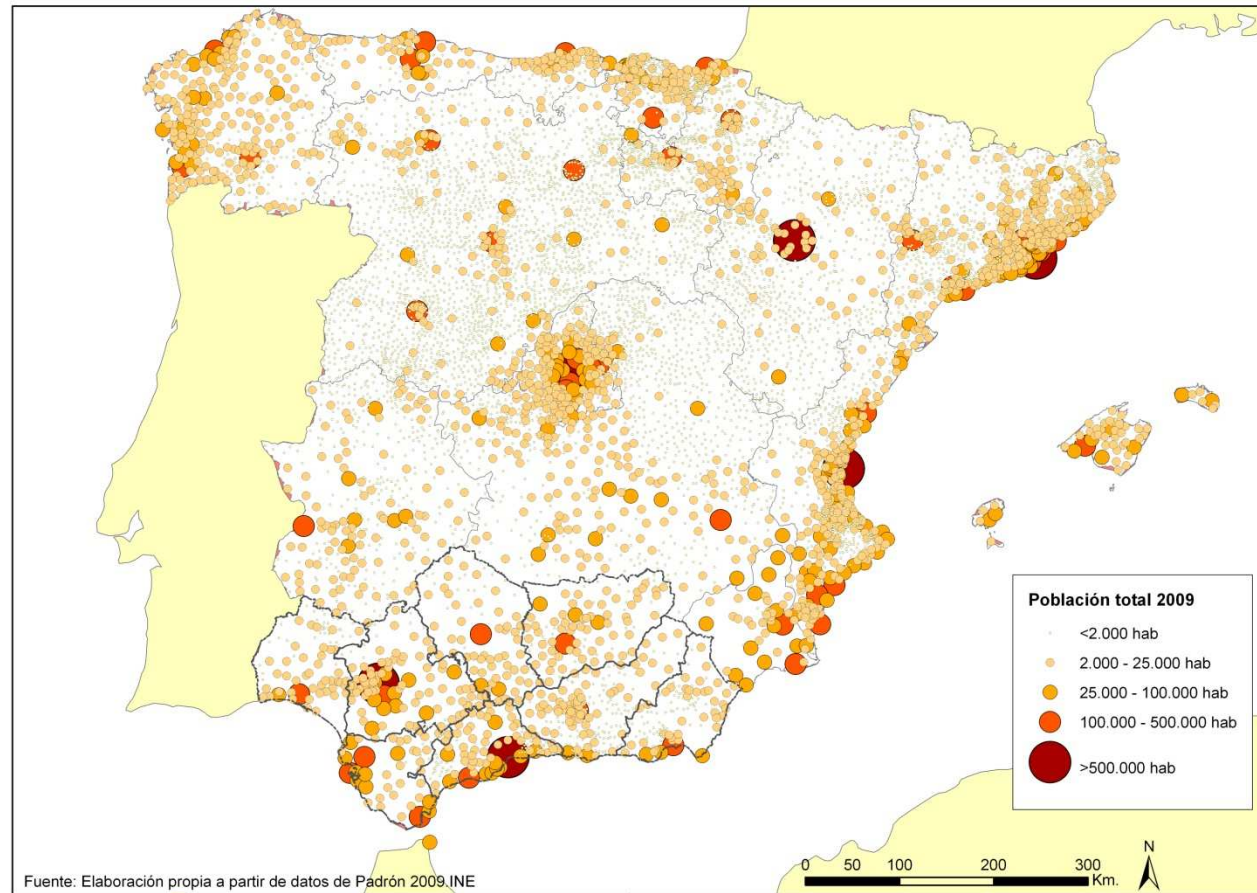 Población total 2009
<2.000 hab
2.000 - 25.000 hab
25.000 - 100.000 hab
100.000 - 500.000 hab
>500.000 hab
N
0 50 100 200 300
Km.
Fuente: Elaboración propia a partir de datos de Padrón 2009.INE